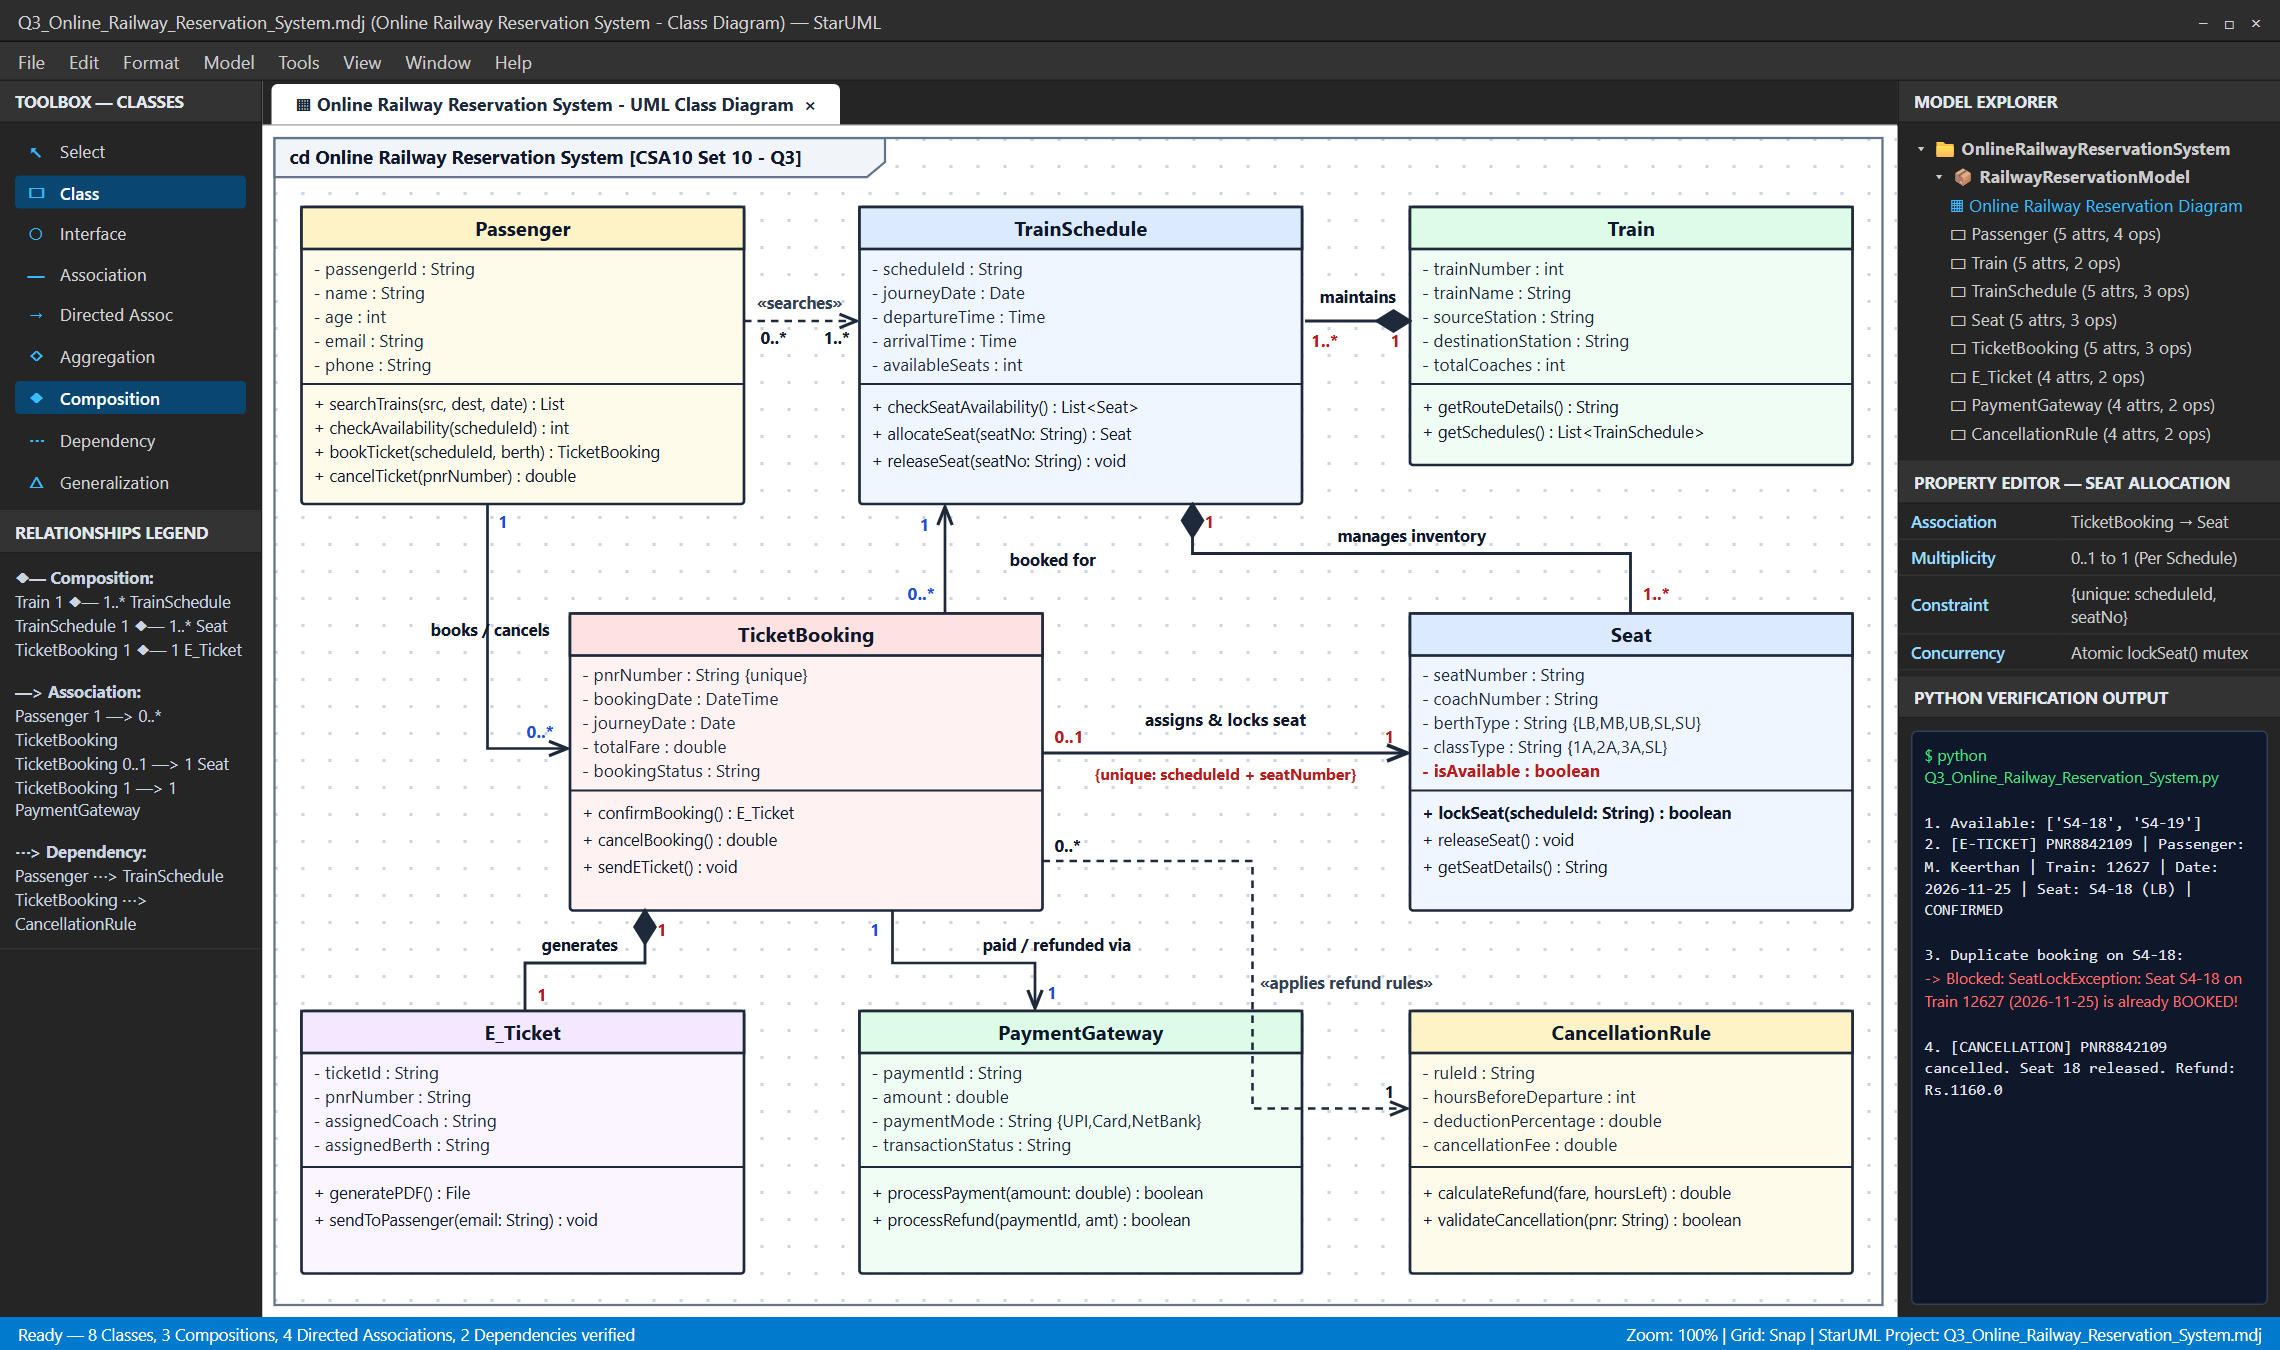 Q3_Online_Railway_Reservation_System.mdj (Online Railway Reservation System - Class Diagram) — StarUML
File Edit Format Model Tools View Window Help
TOOLBOX — CLASSES
Select
Class
Interface
Association
Directed Assoc
Aggregation
Composition
Dependency
Generalization
RELATIONSHIPS LEGEND
◆— Composition:
Train 1 ◆— 1..* TrainSchedule
TrainSchedule 1 ◆— 1..* Seat
TicketBooking 1 ◆— 1 E_Ticket
—> Association:
Passenger 1 —> 0..*
TicketBooking
TicketBooking 0..1 —> 1 Seat
TicketBooking 1 —> 1
PaymentGateway
---> Dependency:
Passenger ---> TrainSchedule
TicketBooking --->
CancellationRule
▦ Online Railway Reservation System - UML Class Diagram ×
cd Online Railway Reservation System [CSA10 Set 10 - Q3]
Passenger
- passengerId : String
- name : String
- age : int
- email : String
- phone : String
+ searchTrains(src, dest, date) : List
+ checkAvailability(scheduleId) : int
+ bookTicket(scheduleId, berth) : TicketBooking
+ cancelTicket(pnrNumber) : double
«searches»
0..* 1..*
TrainSchedule
- scheduleId : String
- journeyDate : Date
- departureTime : Time
- arrivalTime : Time
- availableSeats : int
+ checkSeatAvailability() : List<Seat>
+ allocateSeat(seatNo: String) : Seat
+ releaseSeat(seatNo: String) : void
maintains
1..* 1
Train
- trainNumber : int
- trainName : String
- sourceStation : String
- destinationStation : String
- totalCoaches : int
+ getRouteDetails() : String
+ getSchedules() : List<TrainSchedule>
1
books / cancels
0..*
1
booked for
0..*
1
manages inventory
1..*
TicketBooking
- pnrNumber : String {unique}
- bookingDate : DateTime
- journeyDate : Date
- totalFare : double
- bookingStatus : String
+ confirmBooking() : E_Ticket
+ cancelBooking() : double
+ sendETicket() : void
assigns & locks seat
0..1 1
{unique: scheduleId + seatNumber}
0..*
Seat
- seatNumber : String
- coachNumber : String
- berthType : String {LB,MB,UB,SL,SU}
- classType : String {1A,2A,3A,SL}
- isAvailable : boolean
+ lockSeat(scheduleId: String) : boolean
+ releaseSeat() : void
+ getSeatDetails() : String
1
generates
1
1
paid / refunded via
1
«applies refund rules»
1
E_Ticket
- ticketId : String
- pnrNumber : String
- assignedCoach : String
- assignedBerth : String
+ generatePDF() : File
+ sendToPassenger(email: String) : void
PaymentGateway
- paymentId : String
- amount : double
- paymentMode : String {UPI,Card,NetBank}
- transactionStatus : String
+ processPayment(amount: double) : boolean
+ processRefund(paymentId, amt) : boolean
CancellationRule
- ruleId : String
- hoursBeforeDeparture : int
- deductionPercentage : double
- cancellationFee : double
+ calculateRefund(fare, hoursLeft) : double
+ validateCancellation(pnr: String) : boolean
MODEL EXPLORER
OnlineRailwayReservationSystem
RailwayReservationModel
Online Railway Reservation Diagram
Passenger (5 attrs, 4 ops)
Train (5 attrs, 2 ops)
TrainSchedule (5 attrs, 3 ops)
Seat (5 attrs, 3 ops)
TicketBooking (5 attrs, 3 ops)
E_Ticket (4 attrs, 2 ops)
PaymentGateway (4 attrs, 2 ops)
CancellationRule (4 attrs, 2 ops)
PROPERTY EDITOR — SEAT ALLOCATION
Association TicketBooking → Seat
Multiplicity 0..1 to 1 (Per Schedule)
Constraint {unique: scheduleId,
seatNo}
Concurrency Atomic lockSeat() mutex
PYTHON VERIFICATION OUTPUT
$ python
Q3_Online_Railway_Reservation_System.py
1. Available: ['S4-18', 'S4-19']
2. [E-TICKET] PNR8842109 | Passenger:
M. Keerthan | Train: 12627 | Date:
2026-11-25 | Seat: S4-18 (LB) |
CONFIRMED
3. Duplicate booking on S4-18:
-> Blocked: SeatLockException: Seat S4-18 on
Train 12627 (2026-11-25) is already BOOKED!
4. [CANCELLATION] PNR8842109
cancelled. Seat 18 released. Refund:
Rs.1160.0
Ready — 8 Classes, 3 Compositions, 4 Directed Associations, 2 Dependencies verified
Zoom: 100% | Grid: Snap | StarUML Project: Q3_Online_Railway_Reservation_System.mdj